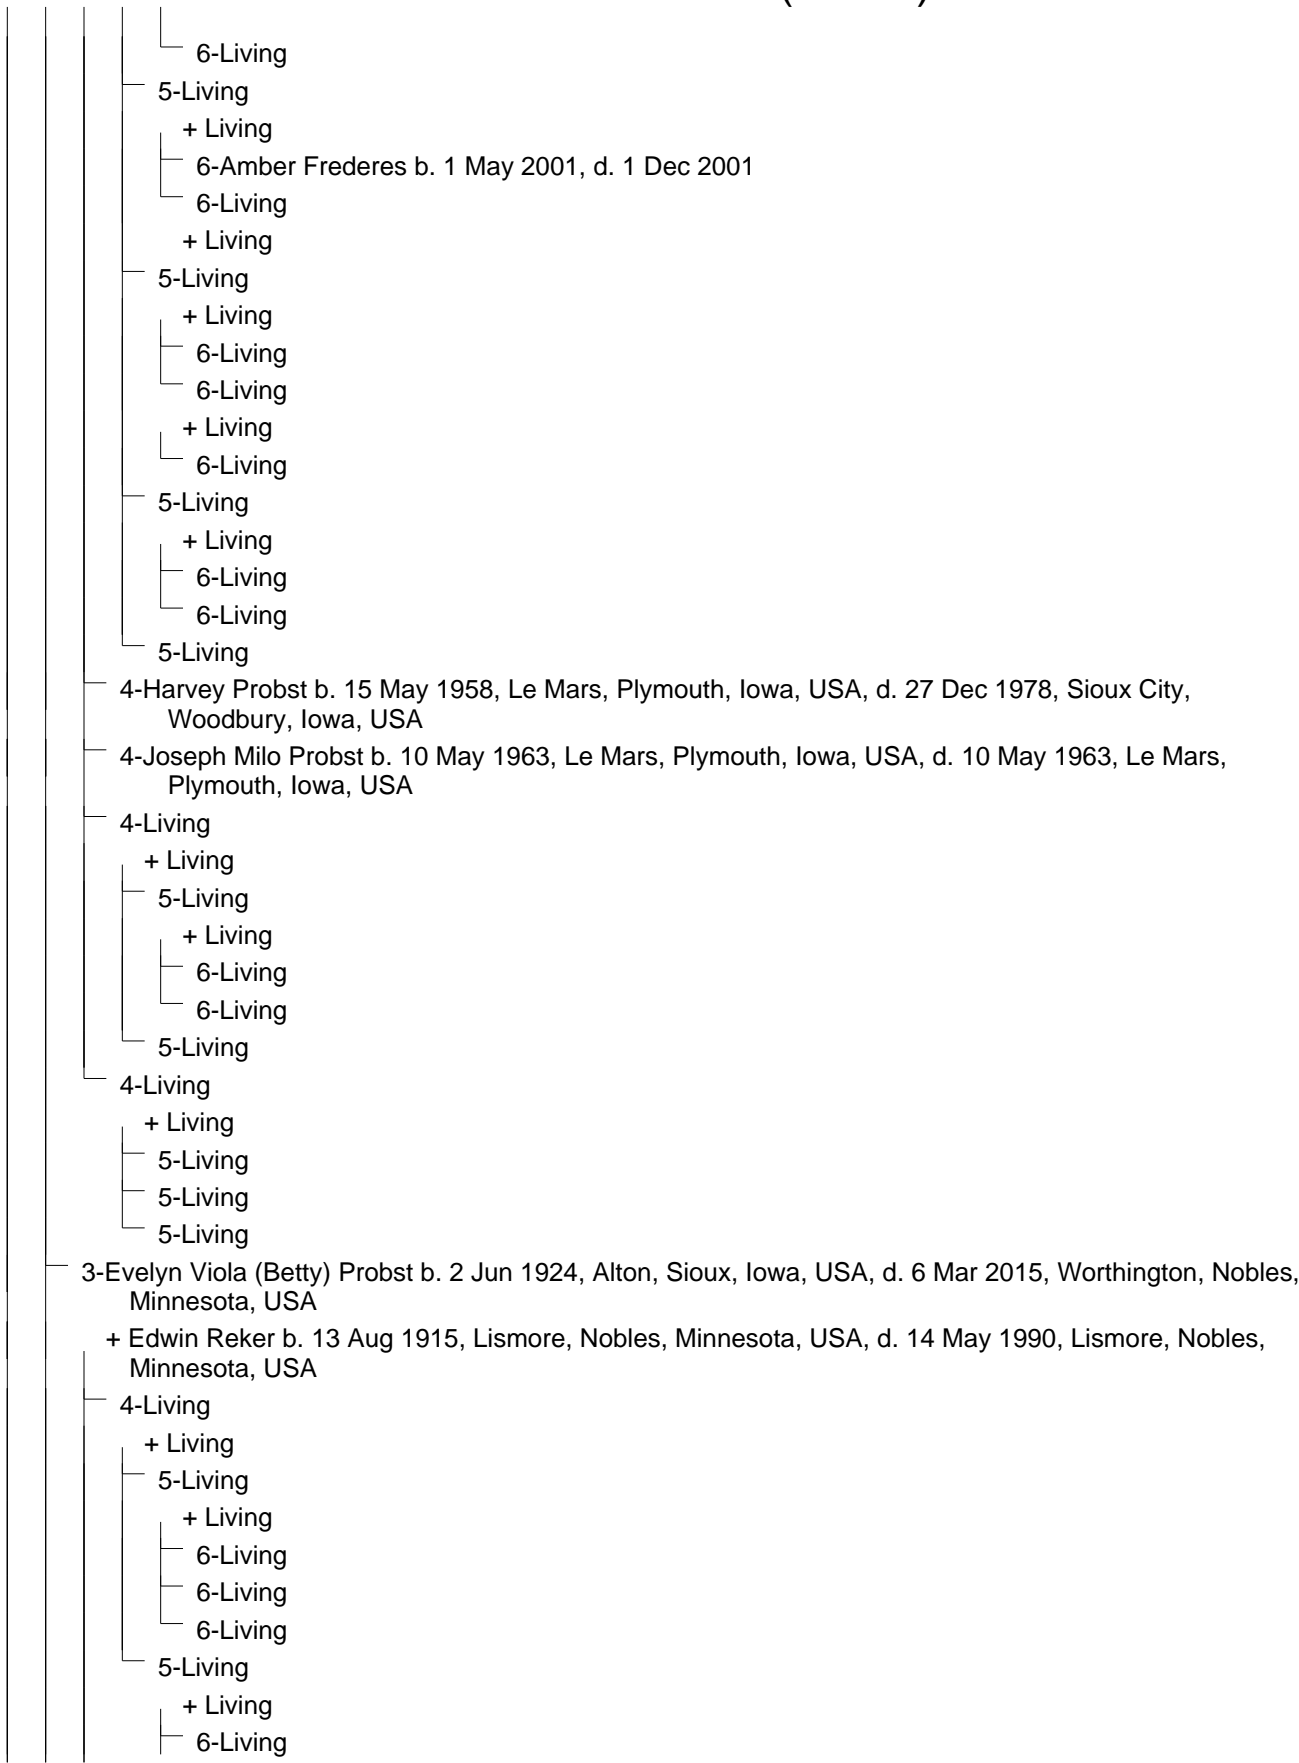 6-Living
5-Living
+ Living
6-Amber Frederes b. 1 May 2001, d. 1 Dec 2001
6-Living
+ Living
5-Living
+ Living
6-Living
6-Living
+ Living
6-Living
5-Living
+ Living
6-Living
6-Living
5-Living
4-Harvey Probst b. 15 May 1958, Le Mars, Plymouth, Iowa, USA, d. 27 Dec 1978, Sioux City,
Woodbury, Iowa, USA
4-Joseph Milo Probst b. 10 May 1963, Le Mars, Plymouth, Iowa, USA, d. 10 May 1963, Le Mars,
Plymouth, Iowa, USA
4-Living
+ Living
5-Living
+ Living
6-Living
6-Living
5-Living
4-Living
+ Living
5-Living
5-Living
5-Living
3-Evelyn Viola (Betty) Probst b. 2 Jun 1924, Alton, Sioux, Iowa, USA, d. 6 Mar 2015, Worthington, Nobles,
Minnesota, USA
+ Edwin Reker b. 13 Aug 1915, Lismore, Nobles, Minnesota, USA, d. 14 May 1990, Lismore, Nobles,
Minnesota, USA
4-Living
+ Living
5-Living
+ Living
6-Living
6-Living
6-Living
5-Living
+ Living
6-Living